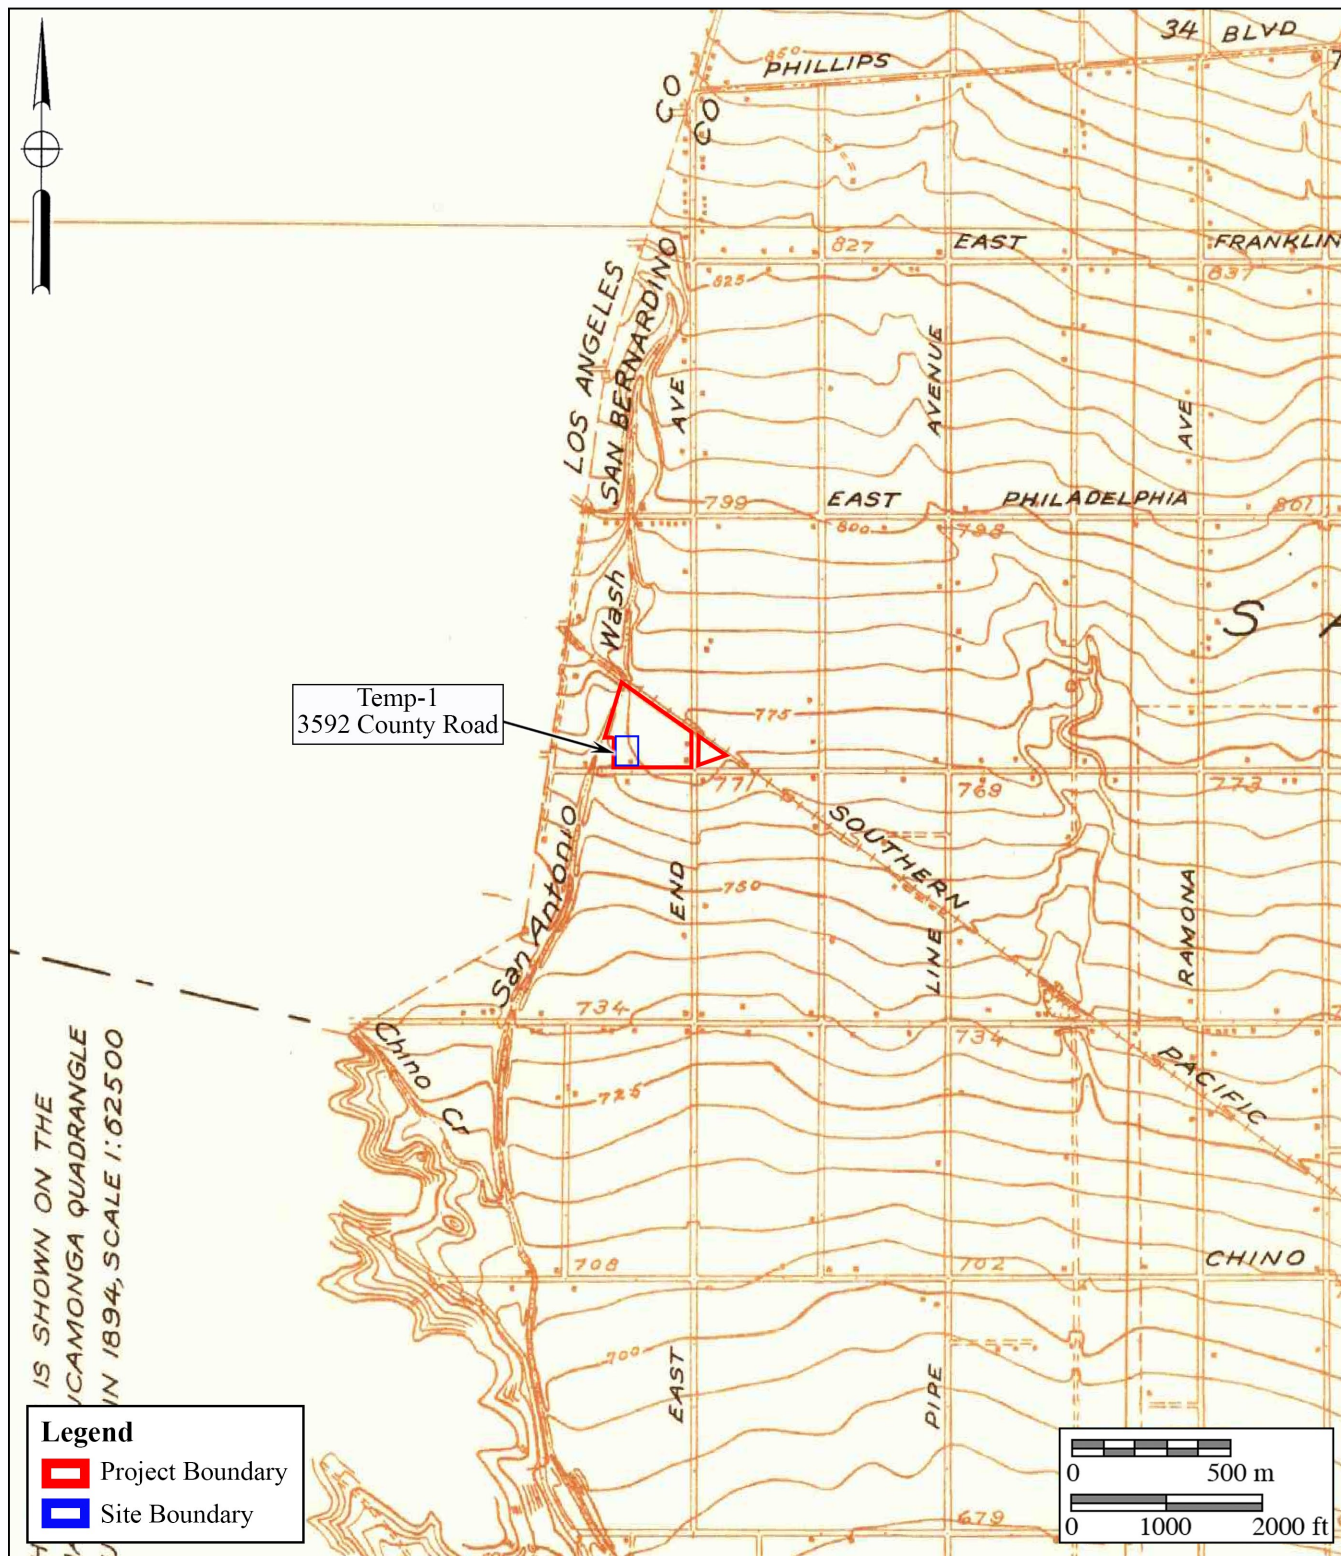 34 BLVD
PHILLIPS
860
CO
CO
827
EAST
FRANKLIN
825
837
LOS ANGELES
SAN BERNARDINO
AVE
AVENUE
AVE
799
EAST
PHILADELPHIA
801
800
798
Wash
S A
Temp-1
3592 County Road
775
771
769
773
SOUTHERN
San Antonio
END
750
LINE
RAMONA
734
734
Chino Cr
725
PACIFIC
708
702
CHINO
700
EAST
PIPE
679
IS SHOWN ON THE
CAMONGA QUADRANGLE
IN 1894, SCALE 1:62500
Legend
Project Boundary
Site Boundary
0 500 m
0 1000 2000 ft